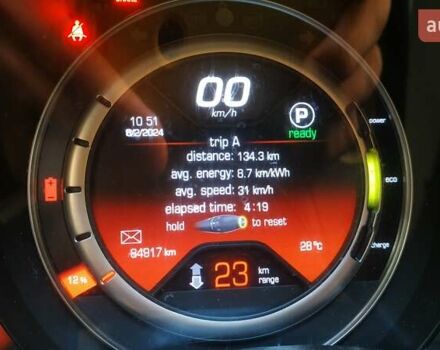 00
km/h
10 51
8/2/2024
P
ready
power
trip A
distance: 134.3 km
avg. energy: 8.7 km/kWh
avg. speed: 31 km/h
elapsed time: 4:19
hold to reset
eco
84917 km
28°C
charge
12 %
23 km
range